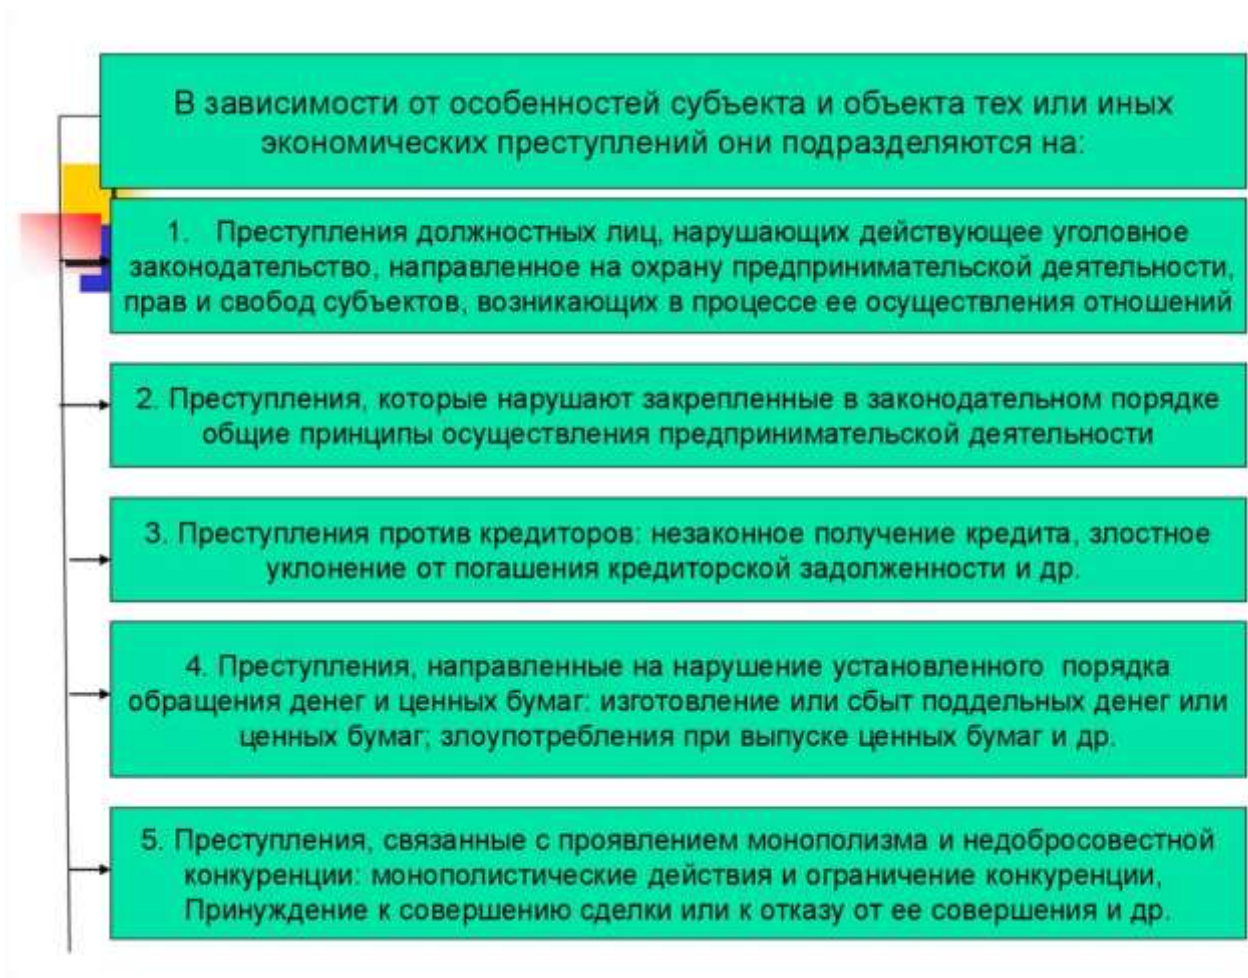 В зависимости от особенностей субъекта и объекта тех или иных
экономических преступлений они подразделяются на:
1. Преступления должностных лиц, нарушающих действующее уголовное
законодательство, направленное на охрану предпринимательской деятельности,
прав и свобод субъектов, возникающих в процессе ее осуществления отношений
2. Преступления, которые нарушают закрепленные в законодательном порядке
общие принципы осуществления предпринимательской деятельности
3. Преступления против кредиторов: незаконное получение кредита, злостное
уклонение от погашения кредиторской задолженности и др.
4. Преступления, направленные на нарушение установленного порядка
обращения денег и ценных бумаг: изготовление или сбыт поддельных денег или
ценных бумаг; злоупотребления при выпуске ценных бумаг и др.
5. Преступления, связанные с проявлением монополизма и недобросовестной
конкуренции: монополистические действия и ограничение конкуренции,
Принуждение к совершению сделки или к отказу от ее совершения и др.